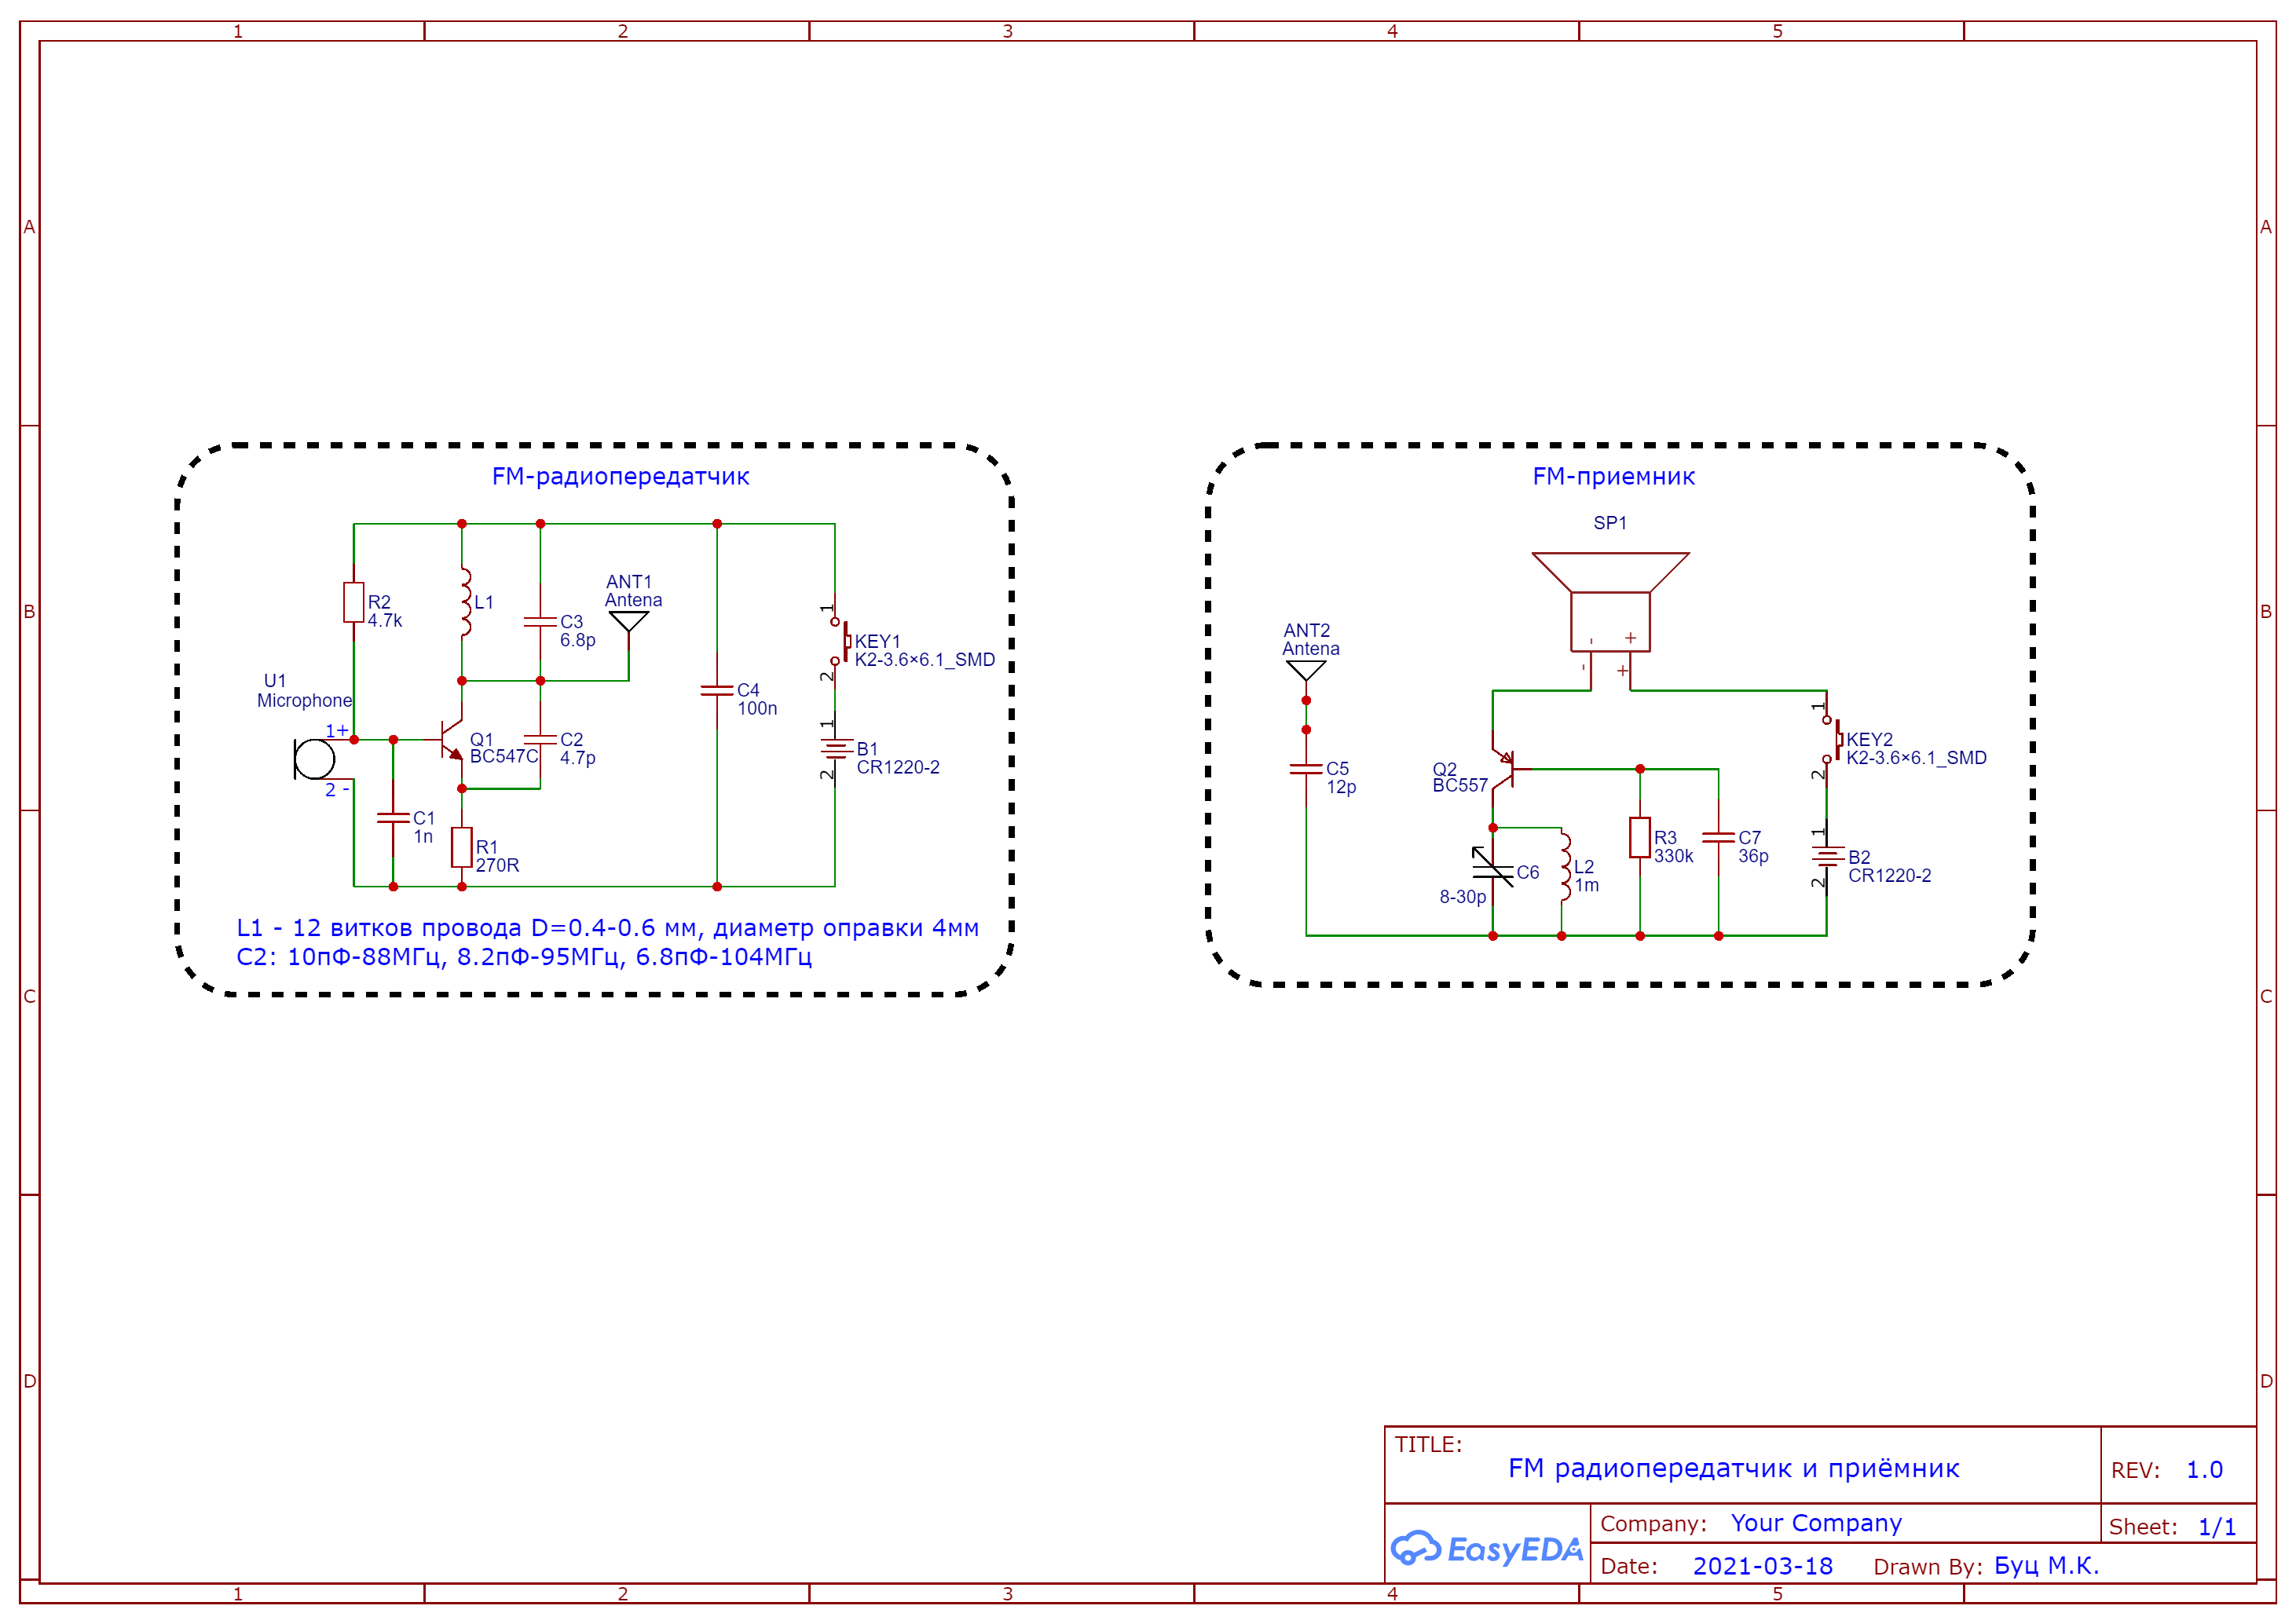 1 2 3 4 5
A A
B B
C C
D D
FM-радиопередатчик
R2
4.7k
L1
C3
6.8p
ANT1
Antena
U1
Microphone
1+
2 -
Q1
BC547C
C2
4.7p
C1
1n
R1
270R
C4
100n
1
2
KEY1
K2-3.6×6.1_SMD
1
2
B1
CR1220-2
L1 - 12 витков провода D=0.4-0.6 мм, диаметр оправки 4мм
C2: 10пФ-88МГц, 8.2пФ-95МГц, 6.8пФ-104МГц
FM-приемник
SP1
- +
- +
ANT2
Antena
C5
12p
Q2
BC557
C6
8-30p
L2
1m
R3
330k
C7
36p
1
2
KEY2
K2-3.6×6.1_SMD
1
2
B2
CR1220-2
TITLE:
FM радиопередатчик и приёмник
REV: 1.0
EasyEDA
Company: Your Company
Sheet: 1/1
Date: 2021-03-18 Drawn By: Буц М.К.
1 2 3 4 5